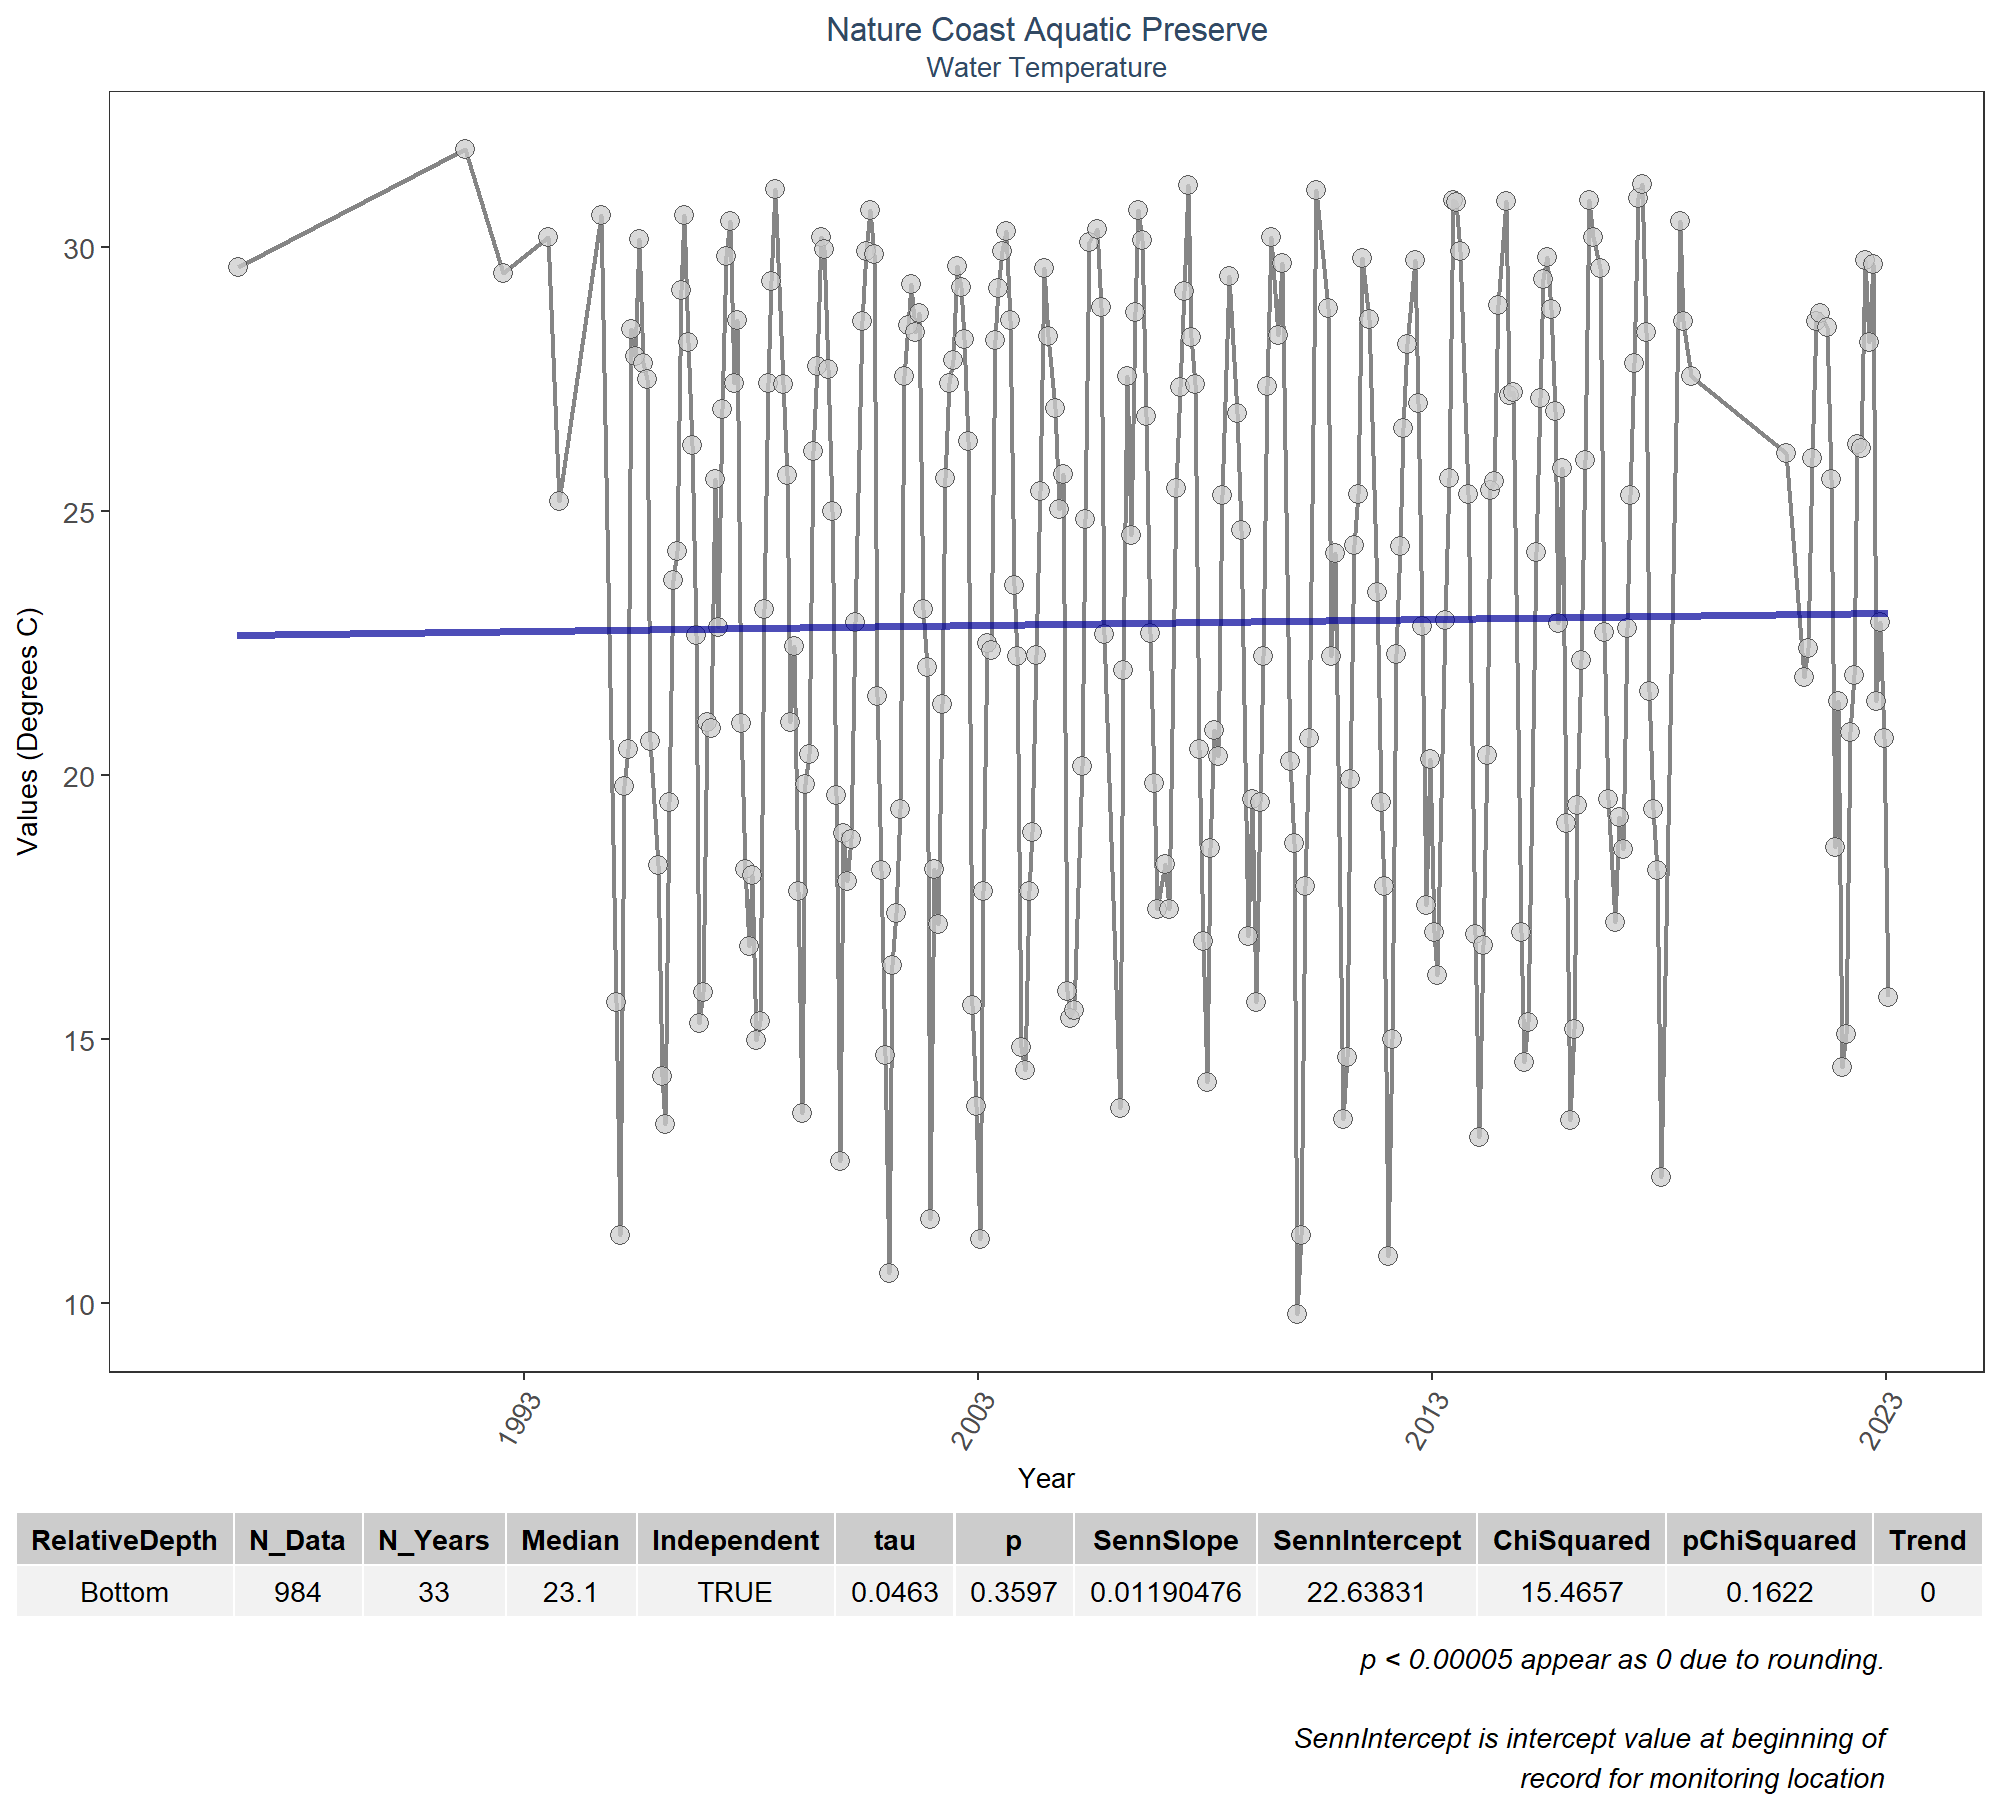 Nature Coast Aquatic Preserve
Water Temperature
Values (Degrees C)
30
25
20
15
10
1993
2003
2013
2023
Year
RelativeDepth N_Data N_Years Median Independent tau p SennSlope SennIntercept ChiSquared pChiSquared Trend
Bottom 984 33 23.1 TRUE 0.0463 0.3597 0.01190476 22.63831 15.4657 0.1622 0
p < 0.00005 appear as 0 due to rounding.
SennIntercept is intercept value at beginning of
record for monitoring location